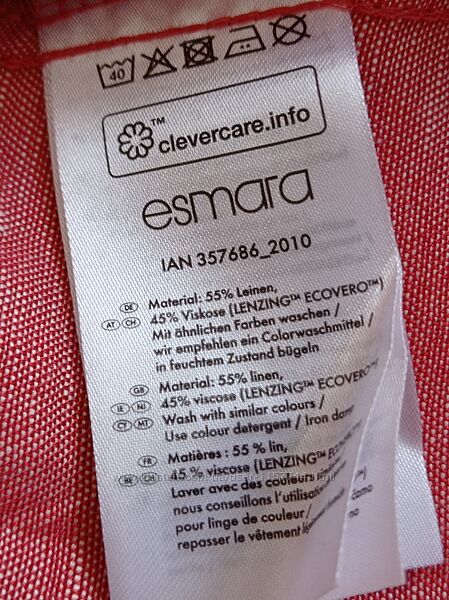 40
™
clevercare.info
esmara
IAN 357686_2010
DE Material: 55% Leinen,
AT CH 45% Viskose (LENZING™ ECOVERO™)
Mit ähnlichen Farben waschen /
wir empfehlen ein Colorwaschmittel /
in feuchtem Zustand bügeln
GB Material: 55% linen,
IE NI 45% viscose (LENZING™ ECOVERO™)
CY MT Wash with similar colours /
Use colour detergent / Iron damp
FR Matières : 55 % lin,
BE CH 45 % viscose (LENZING™ ECOVE
Laver avec des couleurs similaires
nous conseillons l'utilisation
pour linge de couleur /
repasser le vêtement légèrement